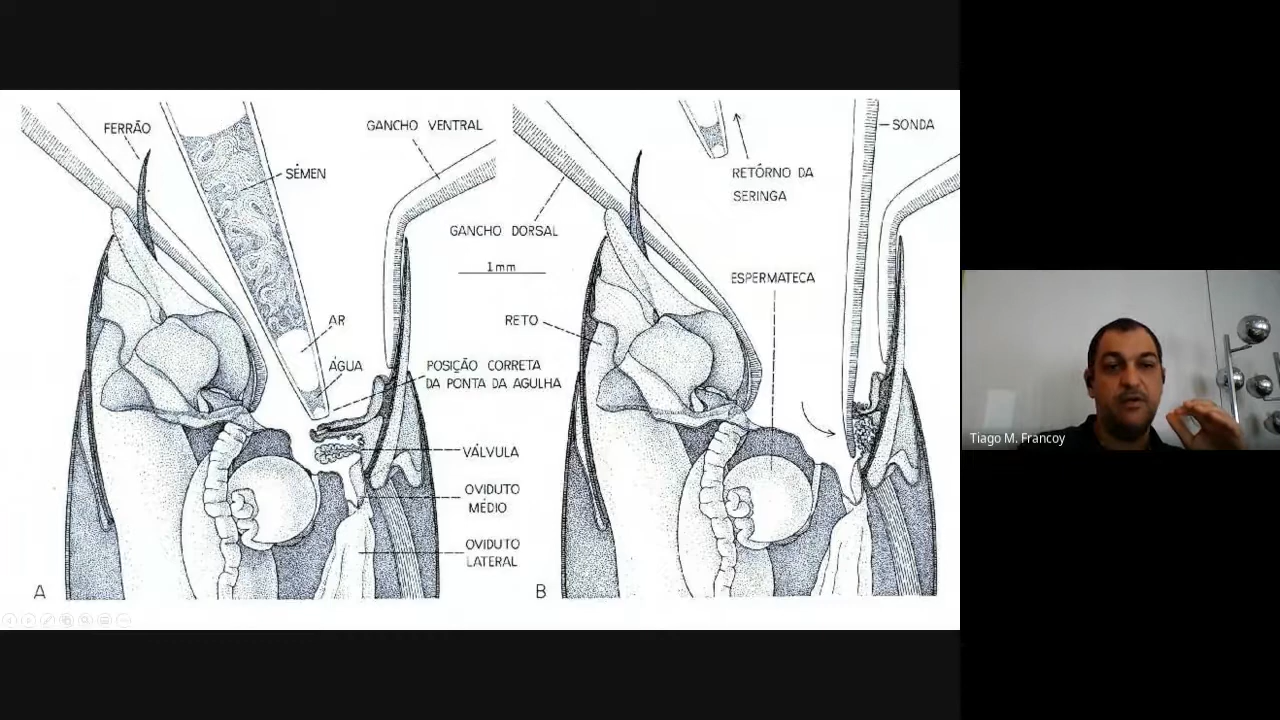 FERRÃO
SÊMEN
GANCHO VENTRAL
GANCHO DORSAL
1mm
AR
ÁGUA
RETO
POSIÇÃO CORRETA
DA PONTA DA AGULHA
VÁLVULA
OVIDUTO
MÉDIO
OVIDUTO
LATERAL
A
SONDA
RETÔRNO DA
SERINGA
ESPERMATECA
B
Tiago M. Francoy